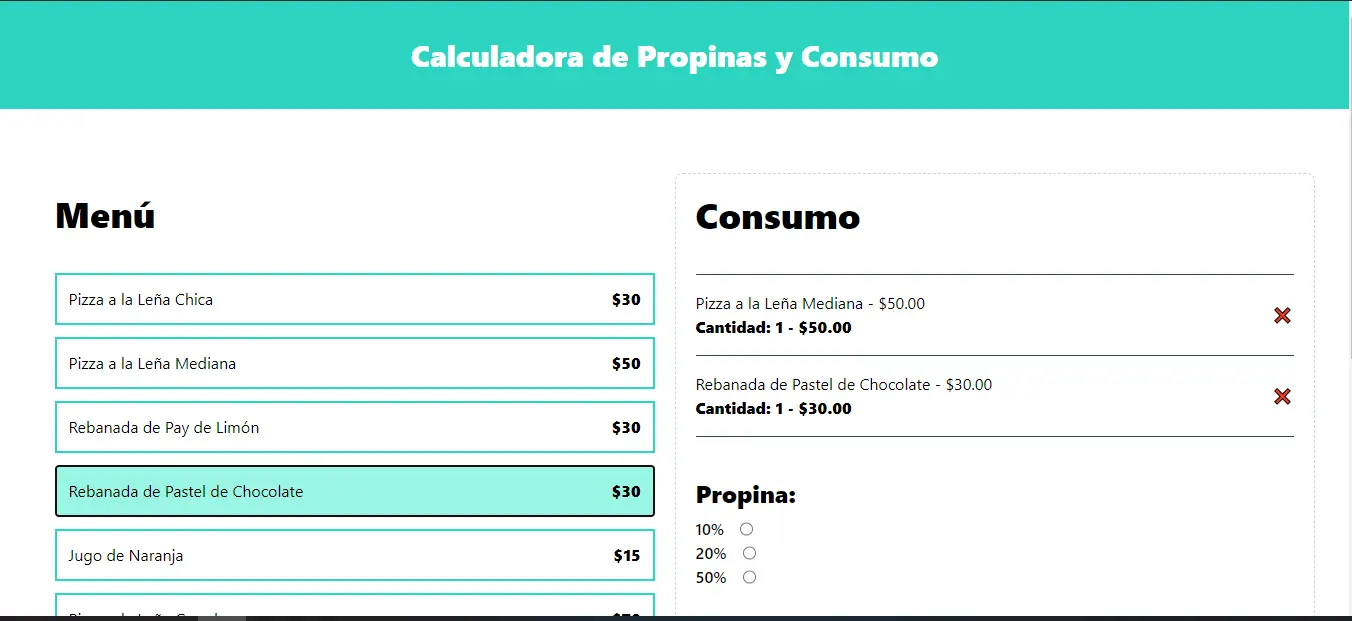 Calculadora de Propinas y Consumo
Menú
Pizza a la Leña Chica $30
Pizza a la Leña Mediana $50
Rebanada de Pay de Limón $30
Rebanada de Pastel de Chocolate $30
Jugo de Naranja $15
Consumo
Pizza a la Leña Mediana - $50.00
Cantidad: 1 - $50.00
Rebanada de Pastel de Chocolate - $30.00
Cantidad: 1 - $30.00
Propina:
10%
20%
50%